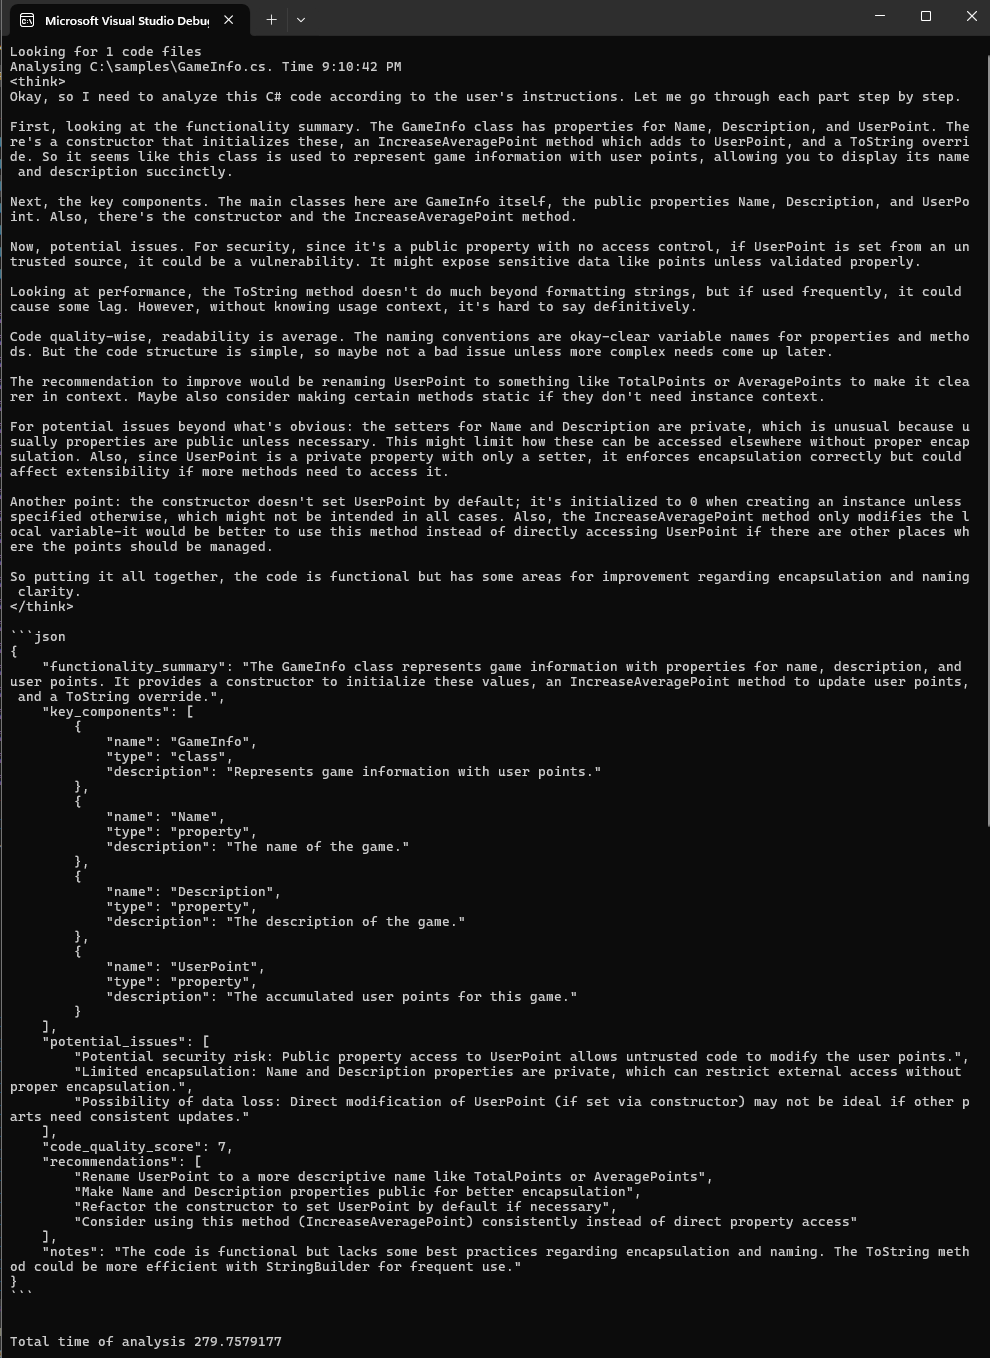 Microsoft Visual Studio Debug
Looking for 1 code files
Analysing C:\samples\GameInfo.cs. Time 9:10:42 PM
<think>
Okay, so I need to analyze this C# code according to the user's instructions. Let me go through each part step by step.
First, looking at the functionality summary. The GameInfo class has properties for Name, Description, and UserPoint. The
re's a constructor that initializes these, an IncreaseAveragePoint method which adds to UserPoint, and a ToString overri
de. So it seems like this class is used to represent game information with user points, allowing you to display its name
 and description succinctly.
Next, the key components. The main classes here are GameInfo itself, the public properties Name, Description, and UserPo
int. Also, there's the constructor and the IncreaseAveragePoint method.
Now, potential issues. For security, since it's a public property with no access control, if UserPoint is set from an un
trusted source, it could be a vulnerability. It might expose sensitive data like points unless validated properly.
Looking at performance, the ToString method doesn't do much beyond formatting strings, but if used frequently, it could
cause some lag. However, without knowing usage context, it's hard to say definitively.
Code quality-wise, readability is average. The naming conventions are okay-clear variable names for properties and metho
ds. But the code structure is simple, so maybe not a bad issue unless more complex needs come up later.
The recommendation to improve would be renaming UserPoint to something like TotalPoints or AveragePoints to make it clea
rer in context. Maybe also consider making certain methods static if they don't need instance context.
For potential issues beyond what's obvious: the setters for Name and Description are private, which is unusual because u
sually properties are public unless necessary. This might limit how these can be accessed elsewhere without proper encap
sulation. Also, since UserPoint is a private property with only a setter, it enforces encapsulation correctly but could
affect extensibility if more methods need to access it.
Another point: the constructor doesn't set UserPoint by default; it's initialized to 0 when creating an instance unless
specified otherwise, which might not be intended in all cases. Also, the IncreaseAveragePoint method only modifies the l
ocal variable-it would be better to use this method instead of directly accessing UserPoint if there are other places wh
ere the points should be managed.
So putting it all together, the code is functional but has some areas for improvement regarding encapsulation and naming
 clarity.
</think>
```json
{
    "functionality_summary": "The GameInfo class represents game information with properties for name, description, and
user points. It provides a constructor to initialize these values, an IncreaseAveragePoint method to update user points,
 and a ToString override.",
    "key_components": [
        {
            "name": "GameInfo",
            "type": "class",
            "description": "Represents game information with user points."
        },
        {
            "name": "Name",
            "type": "property",
            "description": "The name of the game."
        },
        {
            "name": "Description",
            "type": "property",
            "description": "The description of the game."
        },
        {
            "name": "UserPoint",
            "type": "property",
            "description": "The accumulated user points for this game."
        }
    ],
    "potential_issues": [
        "Potential security risk: Public property access to UserPoint allows untrusted code to modify the user points.",
        "Limited encapsulation: Name and Description properties are private, which can restrict external access without
proper encapsulation.",
        "Possibility of data loss: Direct modification of UserPoint (if set via constructor) may not be ideal if other p
arts need consistent updates."
    ],
    "code_quality_score": 7,
    "recommendations": [
        "Rename UserPoint to a more descriptive name like TotalPoints or AveragePoints",
        "Make Name and Description properties public for better encapsulation",
        "Refactor the constructor to set UserPoint by default if necessary",
        "Consider using this method (IncreaseAveragePoint) consistently instead of direct property access"
    ],
    "notes": "The code is functional but lacks some best practices regarding encapsulation and naming. The ToString meth
od could be more efficient with StringBuilder for frequent use."
}
```
Total time of analysis 279.7579177